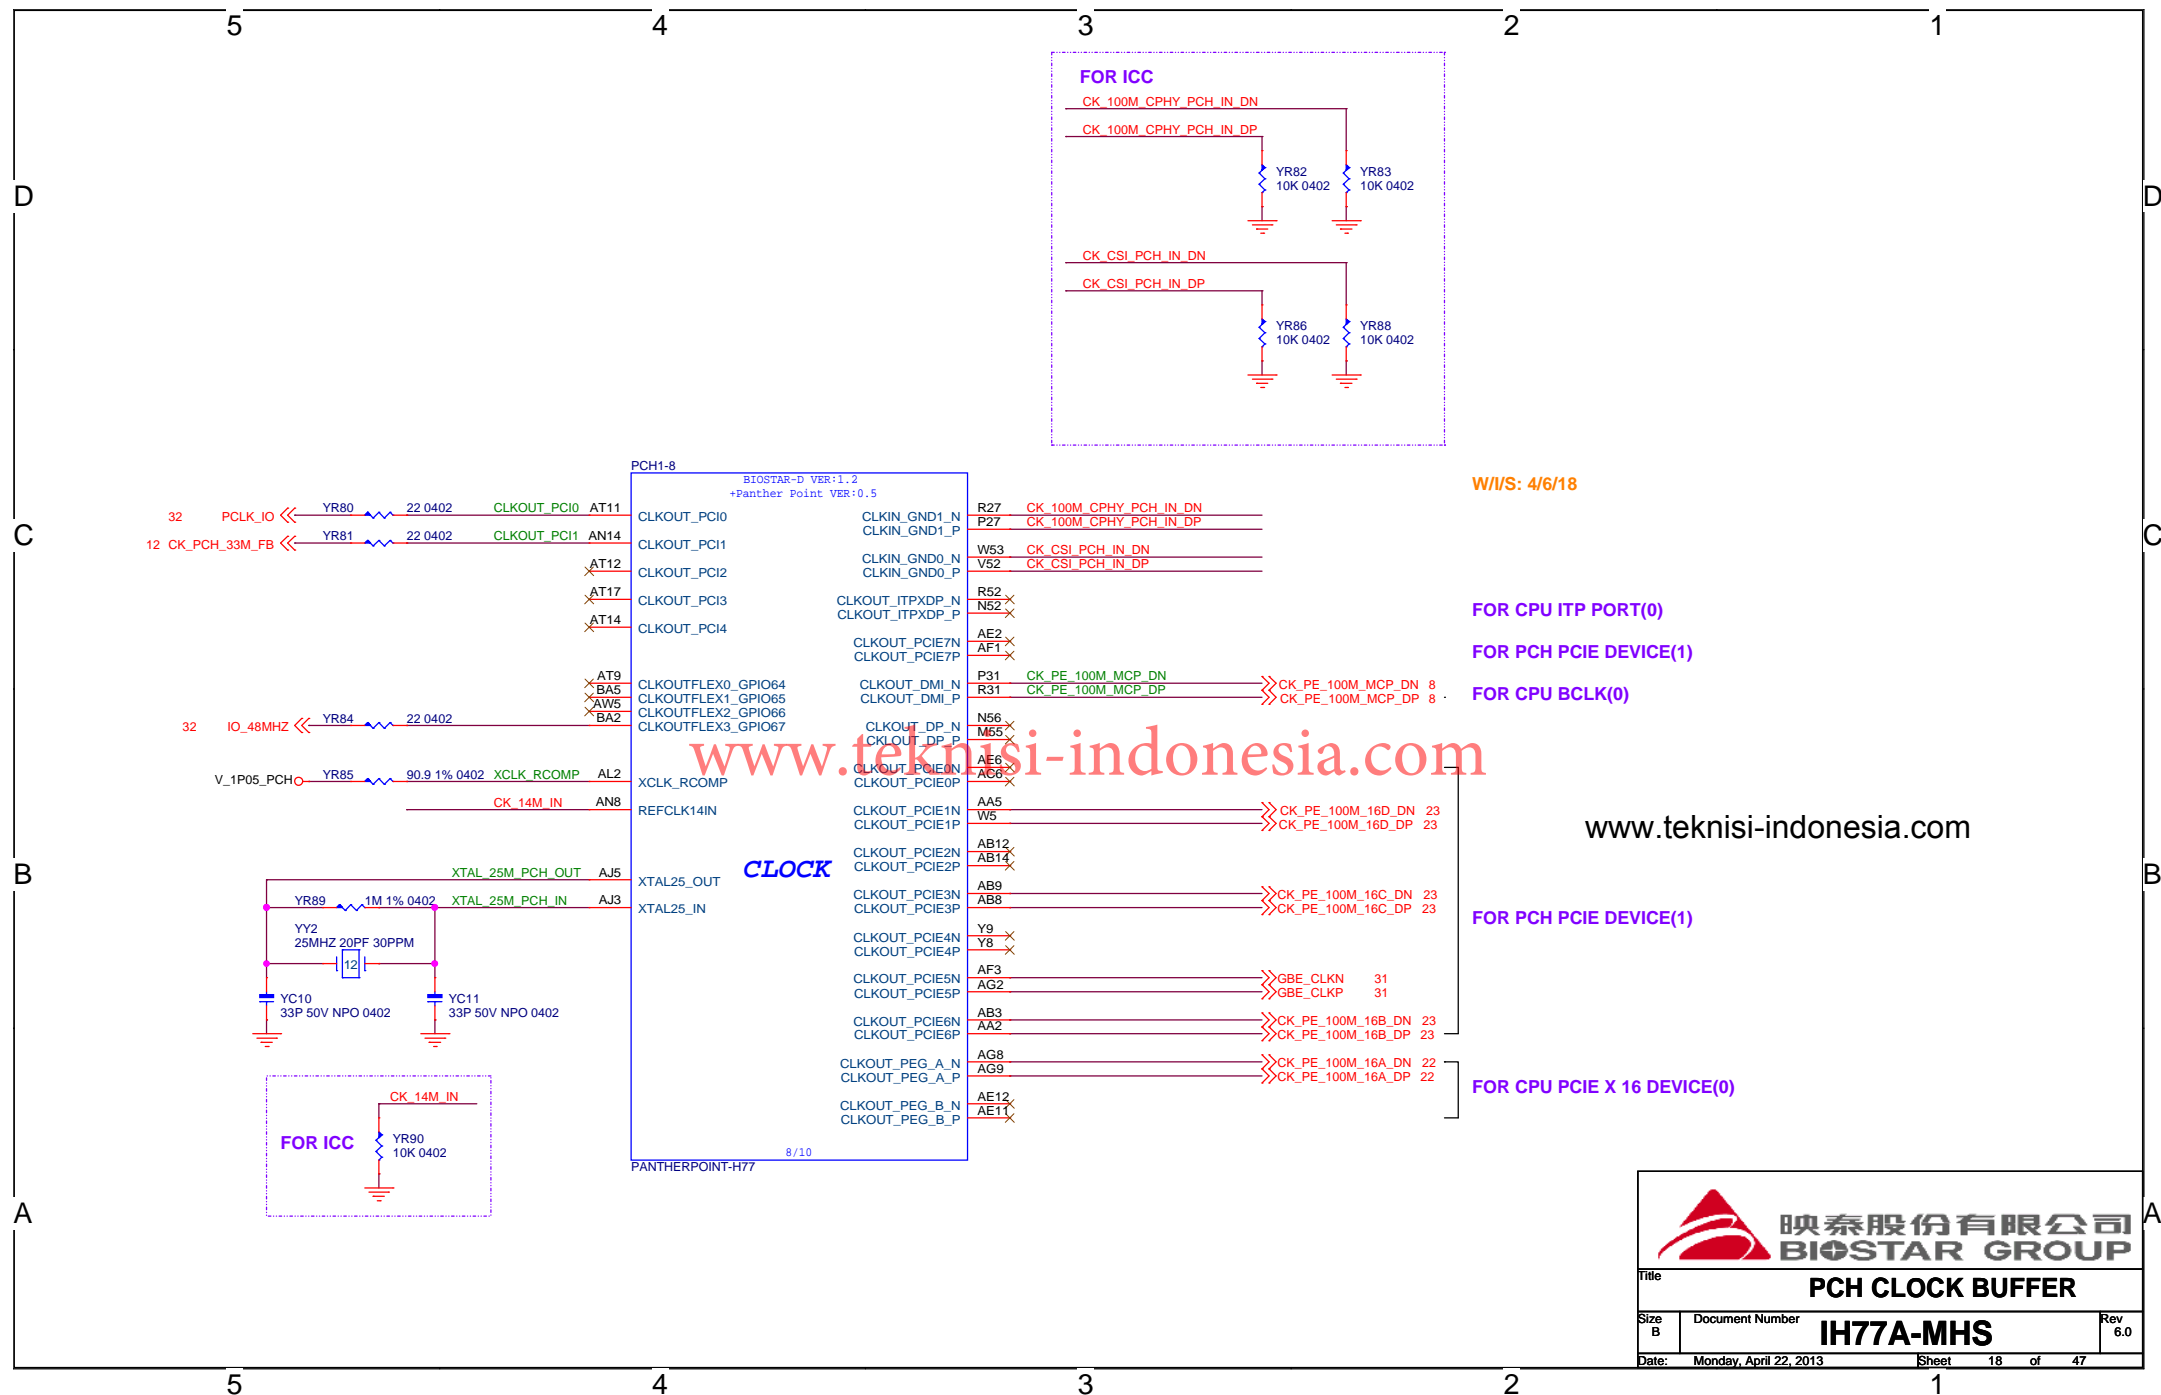 5 4 3 2 1
FOR ICC
CK_100M_CPHY_PCH_IN_DN
CK_100M_CPHY_PCH_IN_DP
YR82
10K 0402
YR83
10K 0402
D D
CK_CSI_PCH_IN_DN
CK_CSI_PCH_IN_DP
YR86
10K 0402
YR88
10K 0402
PCH1-8
BIOSTAR-D VER:1.2
+Panther Point VER:0.5
W/I/S: 4/6/18
32 PCLK_IO YR80 22 0402 CLKOUT_PCI0 AT11 CLKOUT_PCI0
12 CK_PCH_33M_FB YR81 22 0402 CLKOUT_PCI1 AN14 CLKOUT_PCI1
AT12 CLKOUT_PCI2
AT17 CLKOUT_PCI3
AT14 CLKOUT_PCI4
AT9 CLKOUTFLEX0_GPIO64
BA5 CLKOUTFLEX1_GPIO65
AW5 CLKOUTFLEX2_GPIO66
32 IO_48MHZ YR84 22 0402 BA2 CLKOUTFLEX3_GPIO67
V_1P05_PCH YR85 90.9 1% 0402 XCLK_RCOMP AL2 XCLK_RCOMP
CK_14M_IN AN8 REFCLK14IN
XTAL_25M_PCH_OUT AJ5 XTAL25_OUT
YR89 1M 1% 0402 XTAL_25M_PCH_IN AJ3 XTAL25_IN
CLOCK
YY2
25MHZ 20PF 30PPM
12
YC10
33P 50V NPO 0402
YC11
33P 50V NPO 0402
CK_14M_IN
FOR ICC
YR90
10K 0402
CLKIN_GND1_N R27 CK_100M_CPHY_PCH_IN_DN
CLKIN_GND1_P P27 CK_100M_CPHY_PCH_IN_DP
C C
CLKIN_GND0_N W53 CK_CSI_PCH_IN_DN
CLKIN_GND0_P V52 CK_CSI_PCH_IN_DP
CLKOUT_ITPXDP_N R52
CLKOUT_ITPXDP_P N52
FOR CPU ITP PORT(0)
CLKOUT_PCIE7N AE2
CLKOUT_PCIE7P AF1
FOR PCH PCIE DEVICE(1)
CLKOUT_DMI_N P31 CK_PE_100M_MCP_DN CK_PE_100M_MCP_DN 8
CLKOUT_DMI_P R31 CK_PE_100M_MCP_DP CK_PE_100M_MCP_DP 8
FOR CPU BCLK(0)
CLKOUT_DP_N N56
CKLOUT_DP_P M55
www.teknisi-indonesia.com
CLKOUT_PCIE0N AE6
CLKOUT_PCIE0P AC6
CLKOUT_PCIE1N AA5 CK_PE_100M_16D_DN 23
CLKOUT_PCIE1P W5 CK_PE_100M_16D_DP 23
www.teknisi-indonesia.com
CLKOUT_PCIE2N AB12
CLKOUT_PCIE2P AB14
B B
CLKOUT_PCIE3N AB9 CK_PE_100M_16C_DN 23
CLKOUT_PCIE3P AB8 CK_PE_100M_16C_DP 23
FOR PCH PCIE DEVICE(1)
CLKOUT_PCIE4N Y9
CLKOUT_PCIE4P Y8
CLKOUT_PCIE5N AF3 GBE_CLKN 31
CLKOUT_PCIE5P AG2 GBE_CLKP 31
CLKOUT_PCIE6N AB3 CK_PE_100M_16B_DN 23
CLKOUT_PCIE6P AA2 CK_PE_100M_16B_DP 23
CLKOUT_PEG_A_N AG8 CK_PE_100M_16A_DN 22
CLKOUT_PEG_A_P AG9 CK_PE_100M_16A_DP 22
FOR CPU PCIE X 16 DEVICE(0)
CLKOUT_PEG_B_N AE12
CLKOUT_PEG_B_P AE11
8/10
PANTHERPOINT-H77
A A
映泰股份有限公司
BIOSTAR GROUP
Title
PCH CLOCK BUFFER
Size Document Number Rev
B IH77A-MHS 6.0
Date: Monday, April 22, 2013 Sheet 18 of 47
5 4 3 2 1